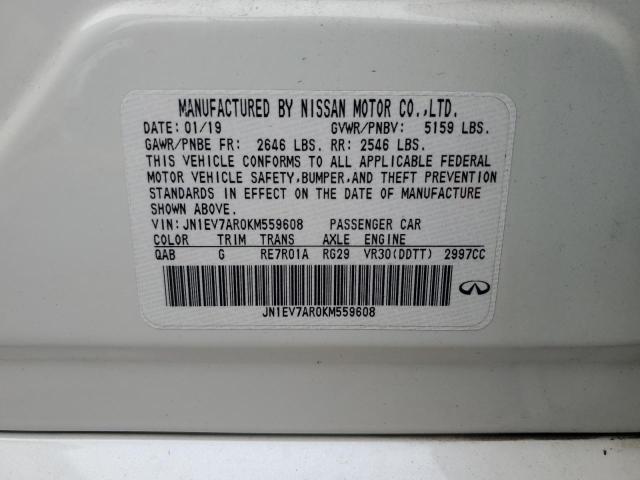 MANUFACTURED BY NISSAN MOTOR CO.,LTD.
DATE: 01/19 GVWR/PNBV: 5159 LBS.
GAWR/PNBE FR: 2646 LBS. RR: 2546 LBS.
THIS VEHICLE CONFORMS TO ALL APPLICABLE FEDERAL
MOTOR VEHICLE SAFETY,BUMPER,AND THEFT PREVENTION
STANDARDS IN EFFECT ON THE DATE OF MANUFACTURE
SHOWN ABOVE.
VIN:JN1EV7AR0KM559608 PASSENGER CAR
COLOR TRIM TRANS AXLE ENGINE
QAB G RE7R01A RG29 VR30(DDTT) 2997CC
JN1EV7AR0KM559608